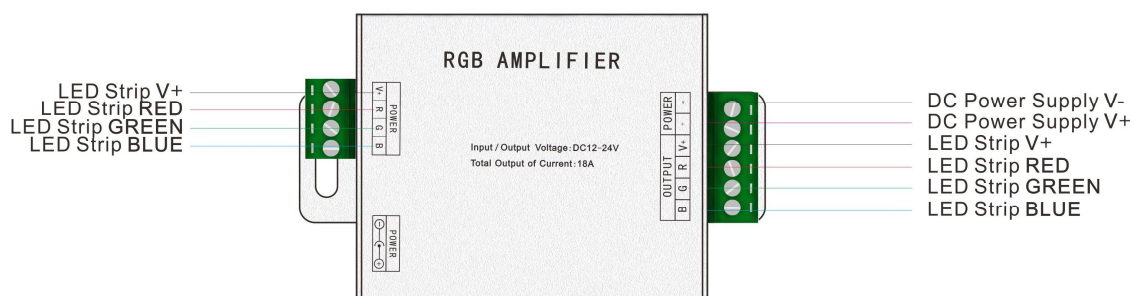 RGB AMPLIFIER
LED Strip V+
LED Strip RED
LED Strip GREEN
LED Strip BLUE
V+
R
G
B
POWER
Input / Output Voltage:DC12-24V
Total Output of Current:18A
POWER
POWER
OUTPUT
V+
R
G
B
DC Power Supply V-
DC Power Supply V+
LED Strip V+
LED Strip RED
LED Strip GREEN
LED Strip BLUE